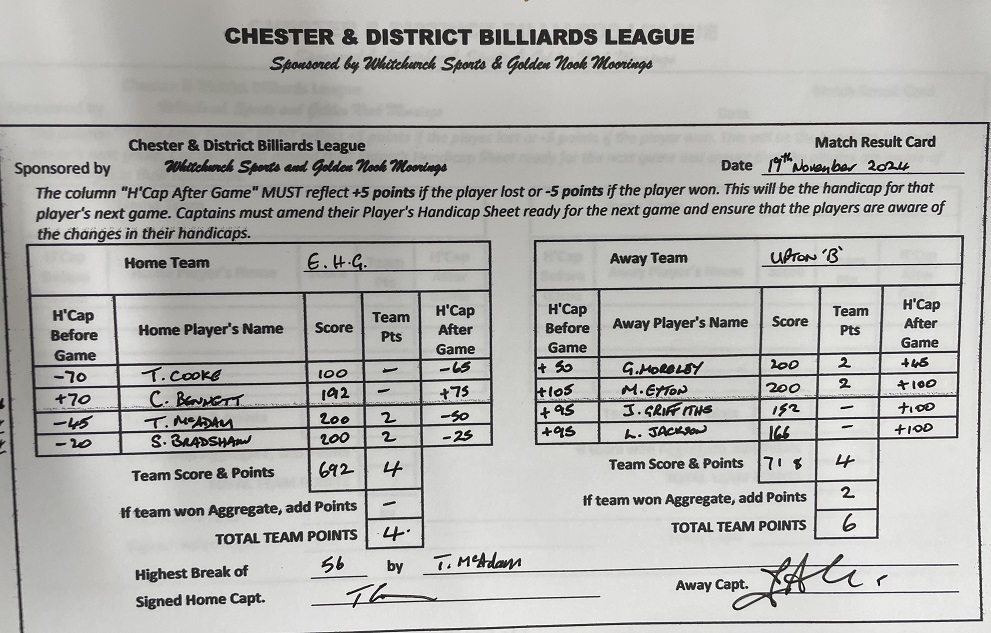 CHESTER & DISTRICT BILLIARDS LEAGUE
Sponsored by Whitchurch Sports & Golden Nook Moorings
Chester & District Billiards League Match Result Card
Sponsored by Whitchurch Sports and Golden Nook Moorings Date 19th November 2024
The column "H'Cap After Game" MUST reflect +5 points if the player lost or -5 points if the player won. This will be the handicap for that
player's next game. Captains must amend their Player's Handicap Sheet ready for the next game and ensure that the players are aware of
the changes in their handicaps.
Home Team E.H.G.
H'Cap Before Game Home Player's Name Score Team Pts H'Cap After Game
-70 T. COOKE 100 - -65
+70 C. BENNETT 192 - +75
-45 T. McADAM 200 2 -50
-20 S. BRADSHAW 200 2 -25
Team Score & Points 692 4
If team won Aggregate, add Points -
TOTAL TEAM POINTS 4
Away Team UPTON 'B'
H'Cap Before Game Away Player's Name Score Team Pts H'Cap After Game
+50 G. 200 2 +45
+105 M. EYTON 200 2 +100
+95 J. GRIFFITHS 152 - +100
+95 L. JACKSON 166 - +100
Team Score & Points 718 4
If team won Aggregate, add Points 2
TOTAL TEAM POINTS 6
Highest Break of 56 by T. McAdam
Signed Home Capt.
Away Capt.